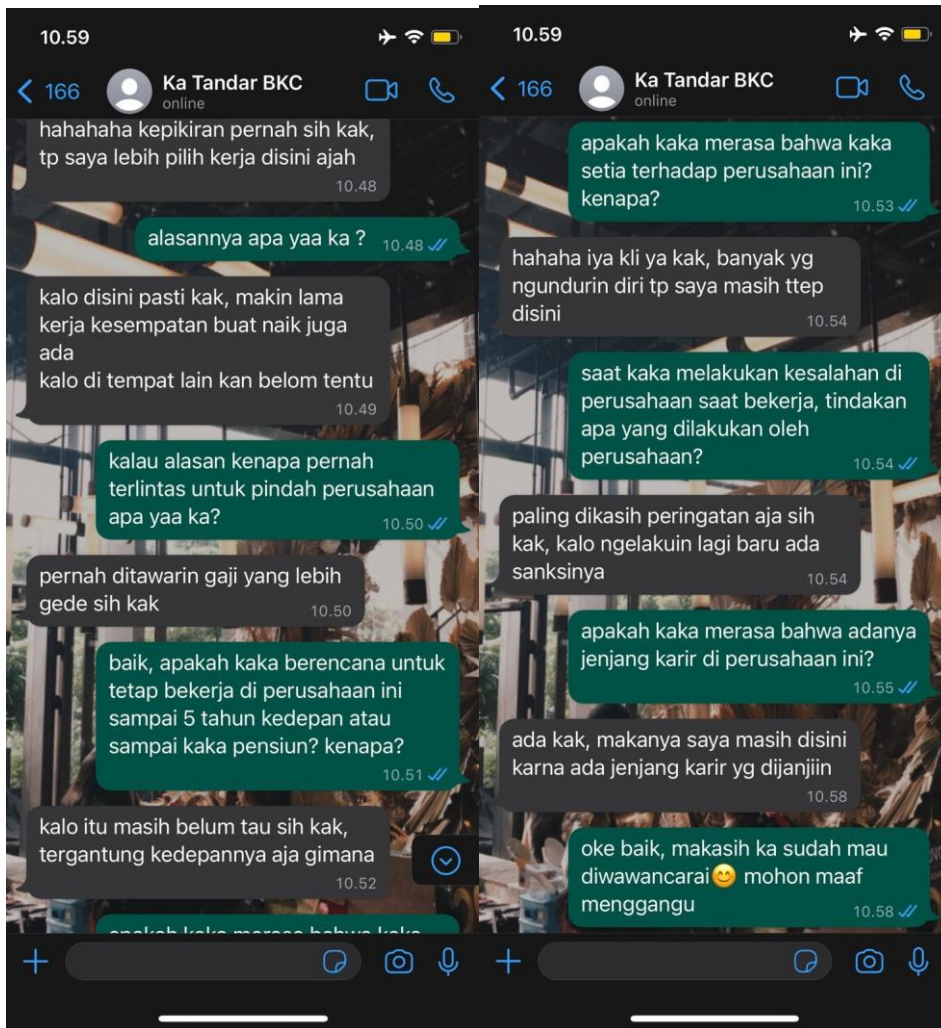 10.59
166
Ka Tandar BKC
online
hahahaha kepikiran pernah sih kak,
tp saya lebih pilih kerja disini ajah
10.48
alasannya apa yaa ka ? 10.48
kalo disini pasti kak, makin lama
kerja kesempatan buat naik juga
ada
kalo di tempat lain kan belom tentu
10.49
kalau alasan kenapa pernah
terlintas untuk pindah perusahaan
apa yaa ka? 10.50
pernah ditawarin gaji yang lebih
gede sih kak 10.50
baik, apakah kaka berencana untuk
tetap bekerja di perusahaan ini
sampai 5 tahun kedepan atau
sampai kaka pensiun? kenapa?
10.51
kalo itu masih belum tau sih kak,
tergantung kedepannya aja gimana
10.52
apakah kaka merasa bahwa kaka
10.59
166
Ka Tandar BKC
online
apakah kaka merasa bahwa kaka
setia terhadap perusahaan ini?
kenapa? 10.53
hahaha iya kli ya kak, banyak yg
ngundurin diri tp saya masih ttep
disini 10.54
saat kaka melakukan kesalahan di
perusahaan saat bekerja, tindakan
apa yang dilakukan oleh
perusahaan? 10.54
paling dikasih peringatan aja sih
kak, kalo ngelakuin lagi baru ada
sanksinya 10.54
apakah kaka merasa bahwa adanya
jenjang karir di perusahaan ini?
10.55
ada kak, makanya saya masih disini
karna ada jenjang karir yg dijanjiin
10.58
oke baik, makasih ka sudah mau
diwawancarai😊 mohon maaf
menggangu 10.58